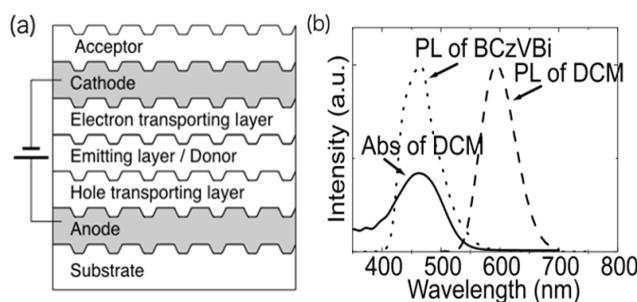 (a)
Acceptor
Cathode
Electron transporting layer
Emitting layer / Donor
Hole transporting layer
Anode
Substrate
(b)
PL of BCzVBi
PL of DCM
Abs of DCM
Intensity (a.u.)
400 500 600 700 800
Wavelength (nm)